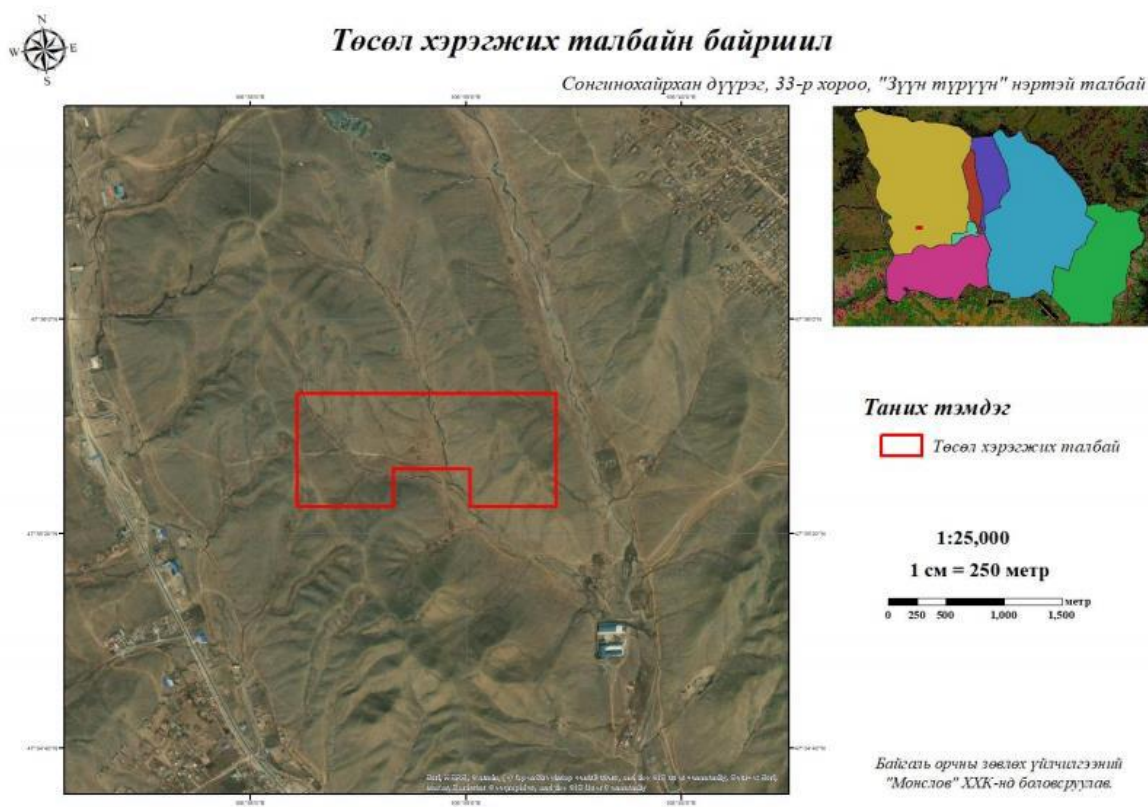 N
W E
S
Төсөл хэрэгжих талбайн байршил
Сонгинохайрхан дүүрэг, 33-р хороо, "Зүүн түрүүн" нэртэй талбай
Таних тэмдэг
Төсөл хэрэгжих талбай
1:25,000
1 см = 250 метр
метр
0 250 500 1,000 1,500
Байгаль орчны зөвлөх үйлчилгээний
"Монслов" ХХК-нд боловсруулав.